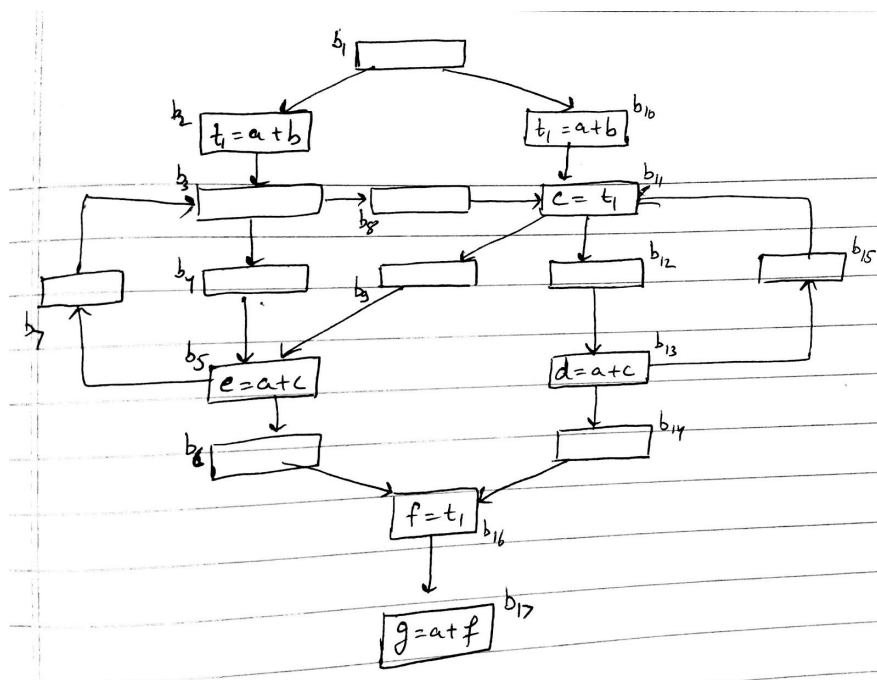 b1
b2
t1 = a + b
b10
t1 = a + b
b3
b8
b11
c = t1
b4
b9
b12
b15
b7
b5
e = a + c
b13
d = a + c
b6
b14
f = t1
b16
b17
g = a + f